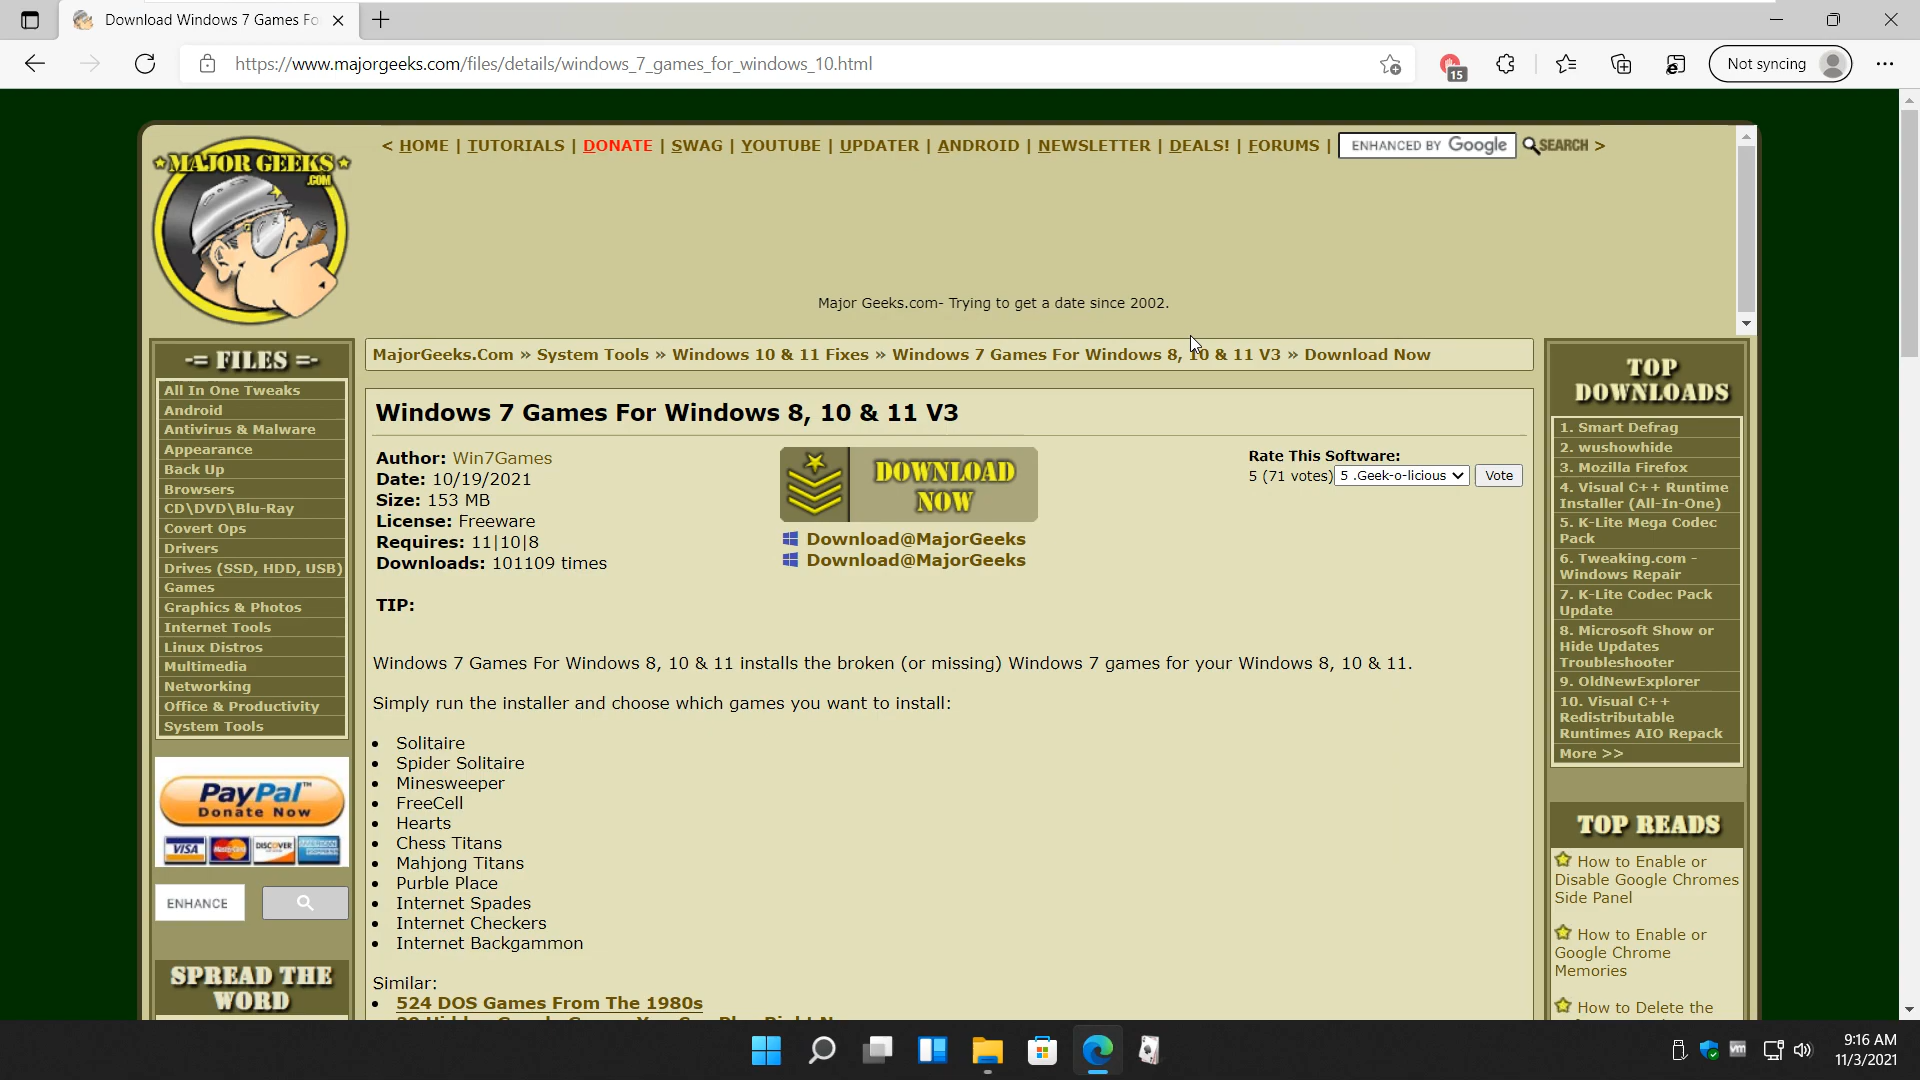 Download Windows 7 Games Fo
https://www.majorgeeks.com/files/details/windows_7_games_for_windows_10.html
15
Not syncing
MAJOR GEEKS
.COM
< HOME | TUTORIALS | DONATE | SWAG | YOUTUBE | UPDATER | ANDROID | NEWSLETTER | DEALS! | FORUMS | ENHANCED BY Google SEARCH >
Major Geeks.com- Trying to get a date since 2002.
-= FILES =-
All In One Tweaks
Android
Antivirus & Malware
Appearance
Back Up
Browsers
CD\DVD\Blu-Ray
Covert Ops
Drivers
Drives (SSD, HDD, USB)
Games
Graphics & Photos
Internet Tools
Linux Distros
Multimedia
Networking
Office & Productivity
System Tools
PayPal™
Donate Now
VISA MasterCard DISCOVER AMERICAN EXPRESS
ENHANCE
SPREAD THE
WORD
MajorGeeks.Com » System Tools » Windows 10 & 11 Fixes » Windows 7 Games For Windows 8, 10 & 11 V3 » Download Now
Windows 7 Games For Windows 8, 10 & 11 V3
Author: Win7Games
Date: 10/19/2021
Size: 153 MB
License: Freeware
Requires: 11|10|8
Downloads: 101109 times
DOWNLOAD
NOW
Download@MajorGeeks
Download@MajorGeeks
Rate This Software:
5 (71 votes) 5 .Geek-o-licious Vote
TIP:
Windows 7 Games For Windows 8, 10 & 11 installs the broken (or missing) Windows 7 games for your Windows 8, 10 & 11.
Simply run the installer and choose which games you want to install:
• Solitaire
• Spider Solitaire
• Minesweeper
• FreeCell
• Hearts
• Chess Titans
• Mahjong Titans
• Purble Place
• Internet Spades
• Internet Checkers
• Internet Backgammon
Similar:
• 524 DOS Games From The 1980s
TOP
DOWNLOADS
1. Smart Defrag
2. wushowhide
3. Mozilla Firefox
4. Visual C++ Runtime
Installer (All-In-One)
5. K-Lite Mega Codec
Pack
6. Tweaking.com -
Windows Repair
7. K-Lite Codec Pack
Update
8. Microsoft Show or
Hide Updates
Troubleshooter
9. OldNewExplorer
10. Visual C++
Redistributable
Runtimes AIO Repack
More >>
TOP READS
How to Enable or
Disable Google Chromes
Side Panel
How to Enable or
Google Chrome
Memories
How to Delete the
vm
9:16 AM
11/3/2021